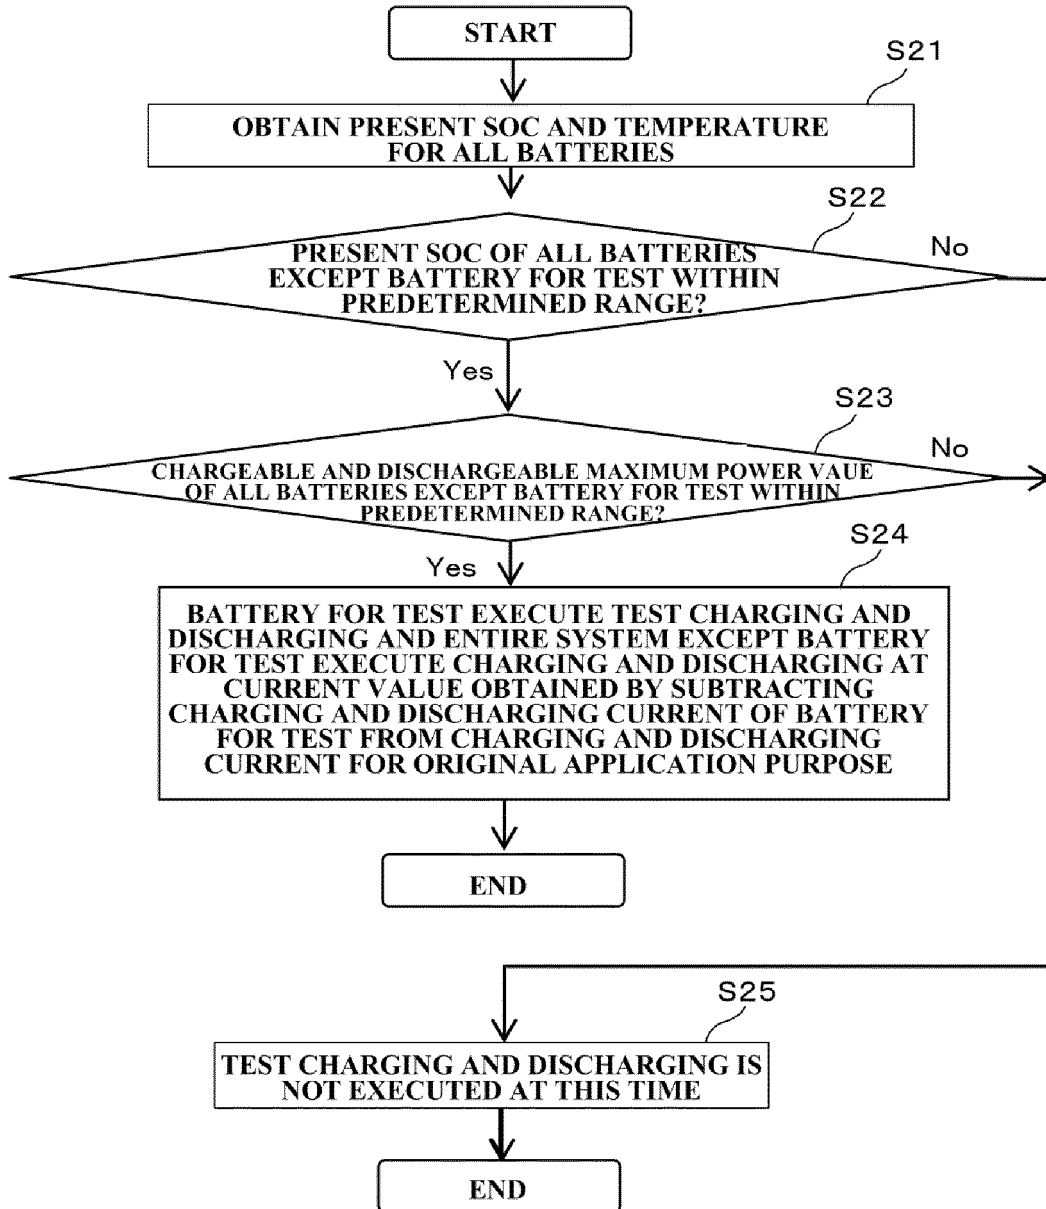 START
S21
OBTAIN PRESENT SOC AND TEMPERATURE
FOR ALL BATTERIES
S22
PRESENT SOC OF ALL BATTERIES
EXCEPT BATTERY FOR TEST WITHIN
PREDETERMINED RANGE?
No
Yes
S23
CHARGEABLE AND DISCHARGEABLE MAXIMUM POWER VAUE
OF ALL BATTERIES EXCEPT BATTERY FOR TEST WITHIN
PREDETERMINED RANGE?
No
Yes
S24
BATTERY FOR TEST EXECUTE TEST CHARGING AND
DISCHARGING AND ENTIRE SYSTEM EXCEPT BATTERY
FOR TEST EXECUTE CHARGING AND DISCHARGING AT
CURRENT VALUE OBTAINED BY SUBTRACTING
CHARGING AND DISCHARGING CURRENT OF BATTERY
FOR TEST FROM CHARGING AND DISCHARGING
CURRENT FOR ORIGINAL APPLICATION PURPOSE
END
S25
TEST CHARGING AND DISCHARGING IS
NOT EXECUTED AT THIS TIME
END